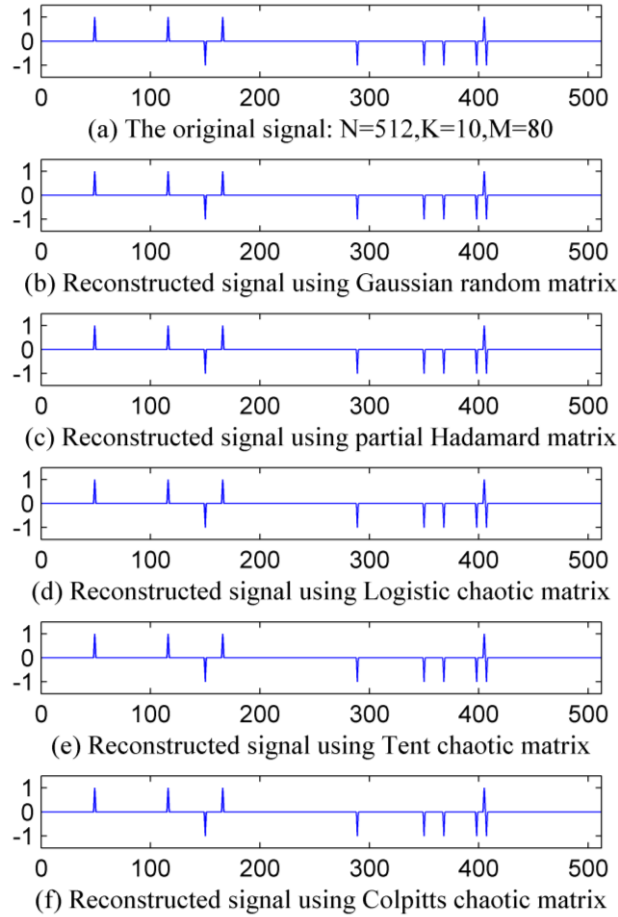 1
0
-1
0 100 200 300 400 500
(a) The original signal: N=512,K=10,M=80
1
0
-1
0 100 200 300 400 500
(b) Reconstructed signal using Gaussian random matrix
1
0
-1
0 100 200 300 400 500
(c) Reconstructed signal using partial Hadamard matrix
1
0
-1
0 100 200 300 400 500
(d) Reconstructed signal using Logistic chaotic matrix
1
0
-1
0 100 200 300 400 500
(e) Reconstructed signal using Tent chaotic matrix
1
0
-1
0 100 200 300 400 500
(f) Reconstructed signal using Colpitts chaotic matrix